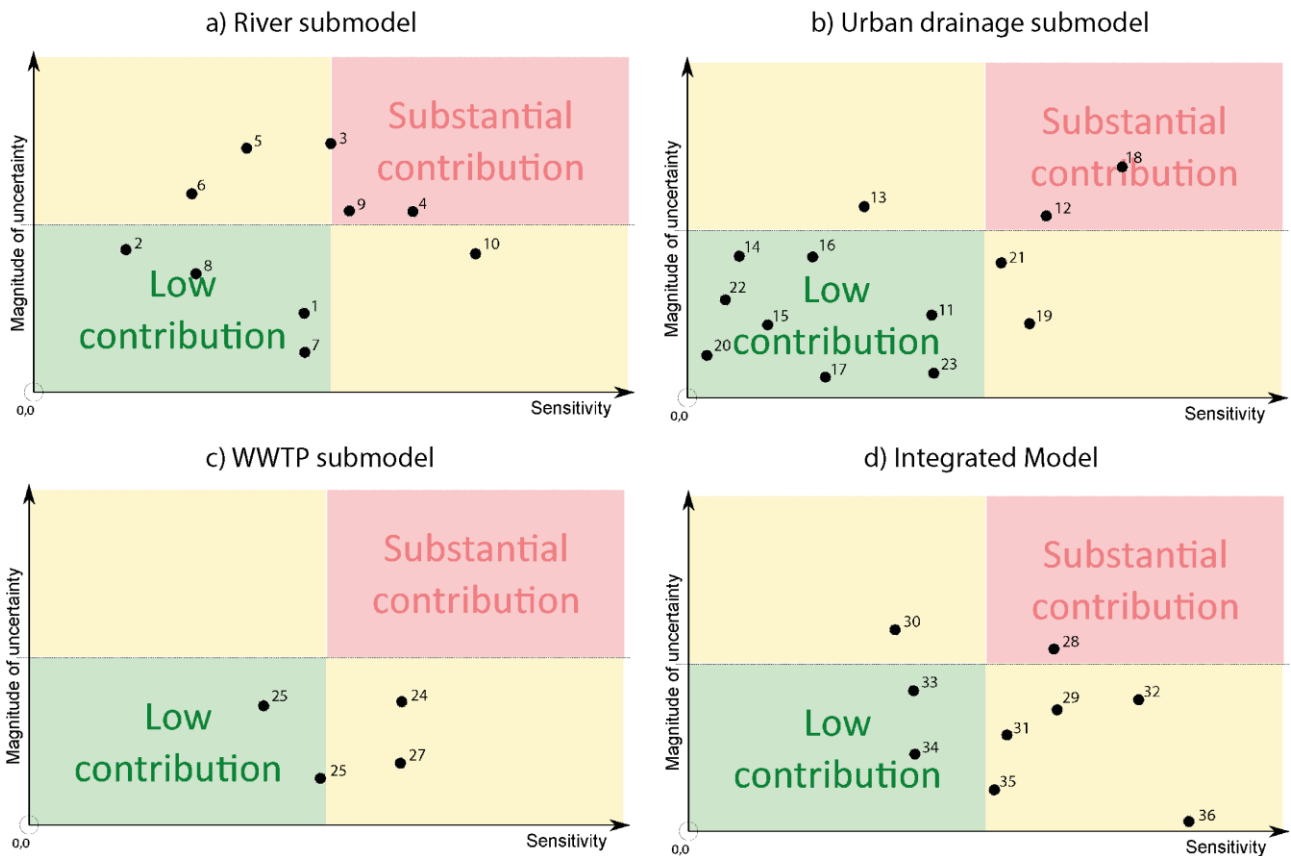 a) River submodel
Magnitude of uncertainty
Substantial
contribution
5
3
6
9
4
2
10
8
Low
contribution
1
7
0,0
Sensitivity
b) Urban drainage submodel
Magnitude of uncertainty
Substantial
contribution
18
13
12
14
16
21
22
Low
contribution
15
11
19
20
17
23
0,0
Sensitivity
c) WWTP submodel
Magnitude of uncertainty
Substantial
contribution
25
24
Low
contribution
27
25
0,0
Sensitivity
d) Integrated Model
Magnitude of uncertainty
Substantial
contribution
30
28
33
29
32
31
Low
contribution
34
35
36
0,0
Sensitivity